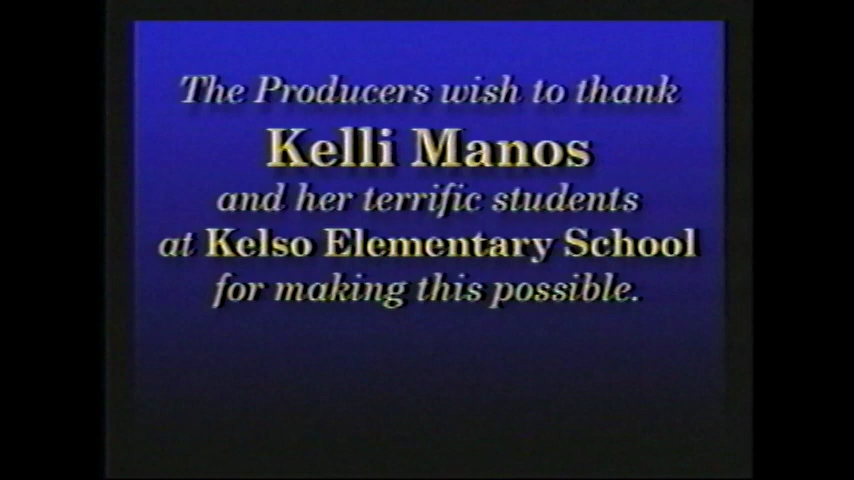 The Producers wish to thank
Kelli Manos
and her terrific students
at Kelso Elementary School
for making this possible.